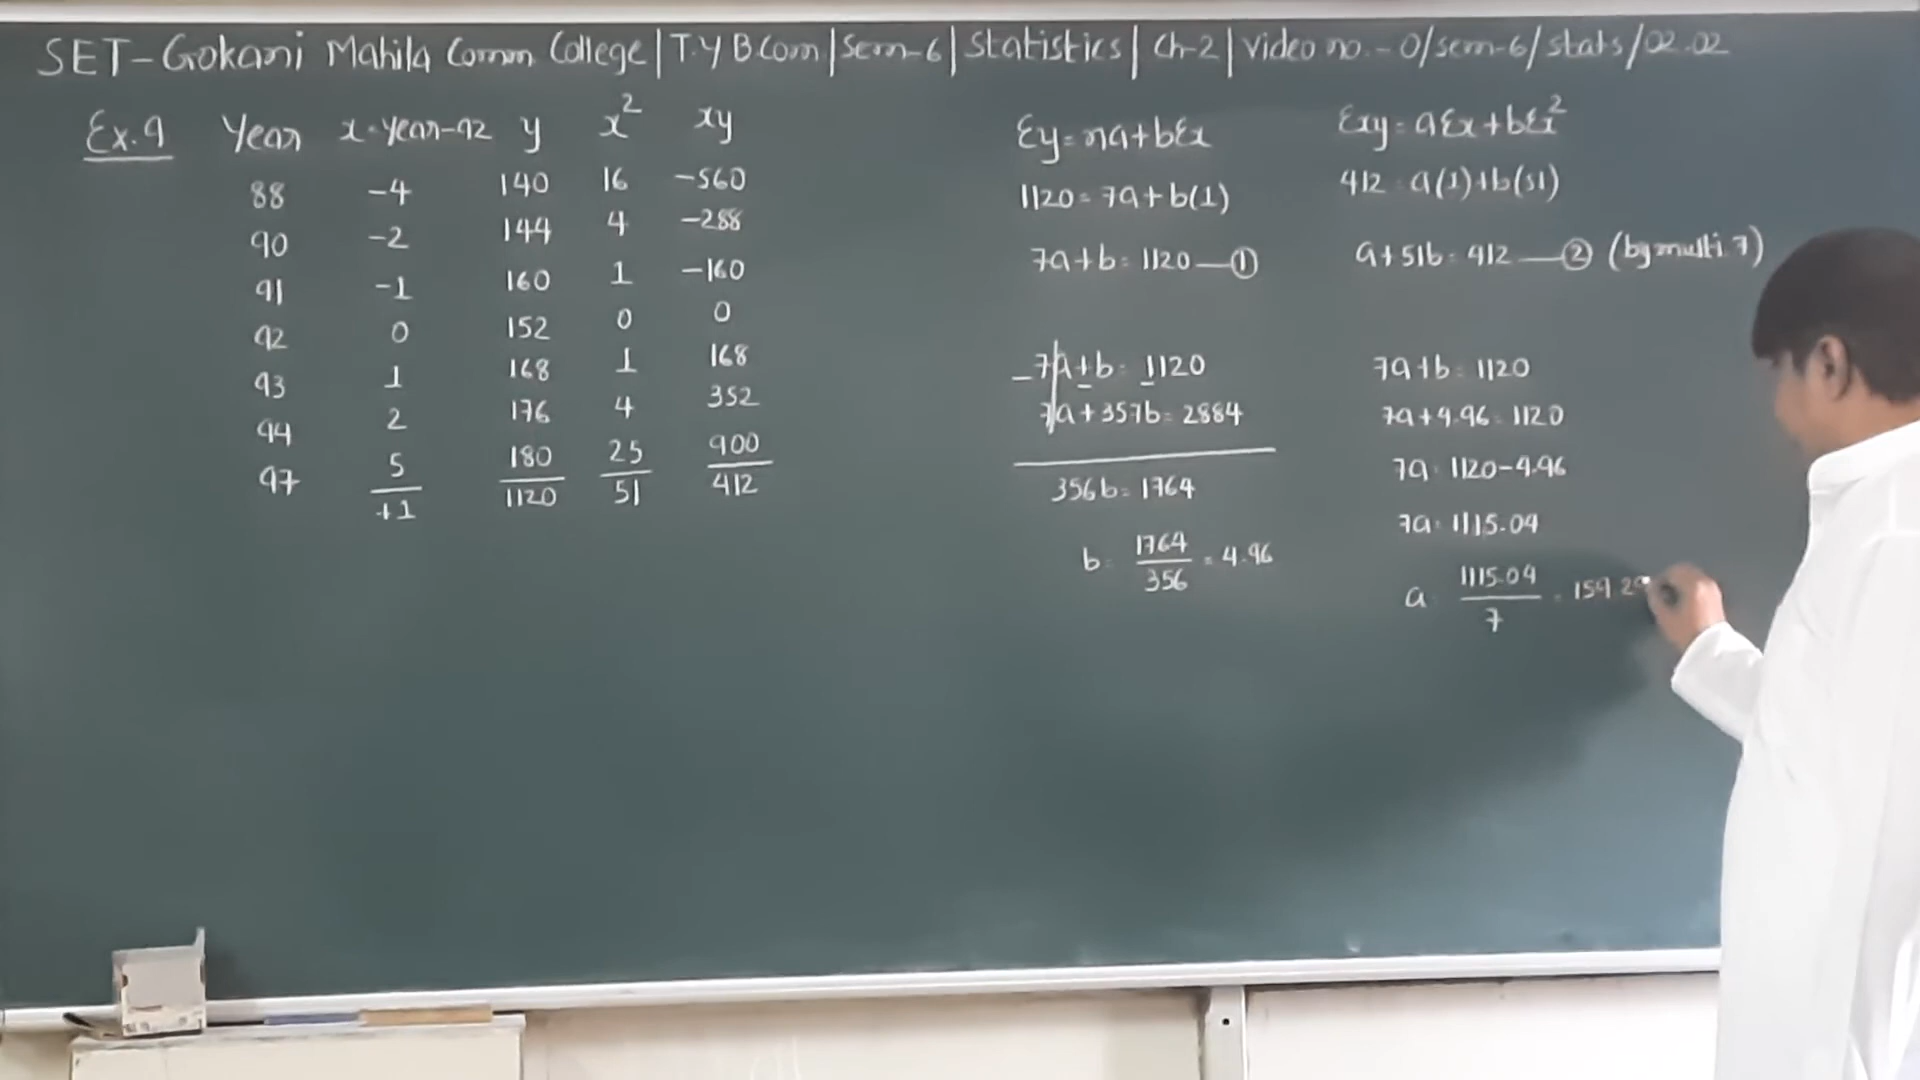 SET-Gokani Mahila Comm College | T.Y B.Com | Sem-6 | Statistics | Ch-2 | Video no.-0/sem-6/stats/02.02
Ex.9 Year x=Year-92 y x² xy
88 -4 140 16 -560
90 -2 144 4 -288
91 -1 160 1 -160
92 0 152 0 0
93 1 168 1 168
94 2 176 4 352
97 5 180 25 900
+1 1120 51 412
Σy=na+bΣx
1120=7a+b(1)
7a+b=1120—①
7a+b=1120
7a+357b=2884
356b=1764
b=1764/356=4.96
Σxy=aΣx+bΣx²
412=a(1)+b(51)
a+51b=412—② (by multi.7)
7a+b=1120
7a+4.96=1120
7a=1120-4.96
7a=1115.04
a=1115.04/7=159.29